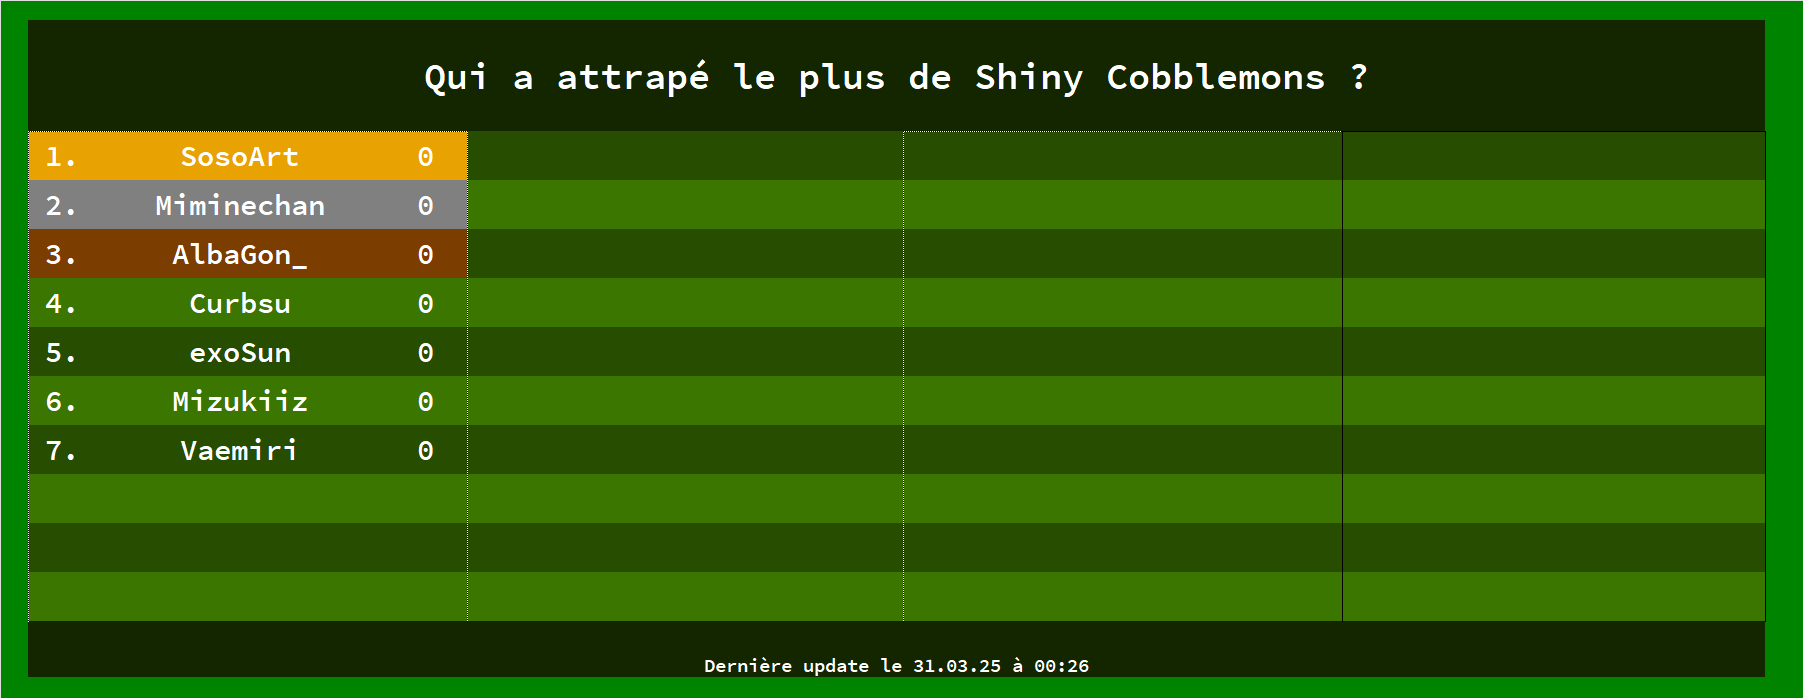 Qui a attrapé le plus de Shiny Cobblemons ?
1. SosoArt 0
2. Miminechan 0
3. AlbaGon_ 0
4. Curbsu 0
5. exoSun 0
6. Mizukiiz 0
7. Vaemiri 0
Dernière update le 31.03.25 à 00:26